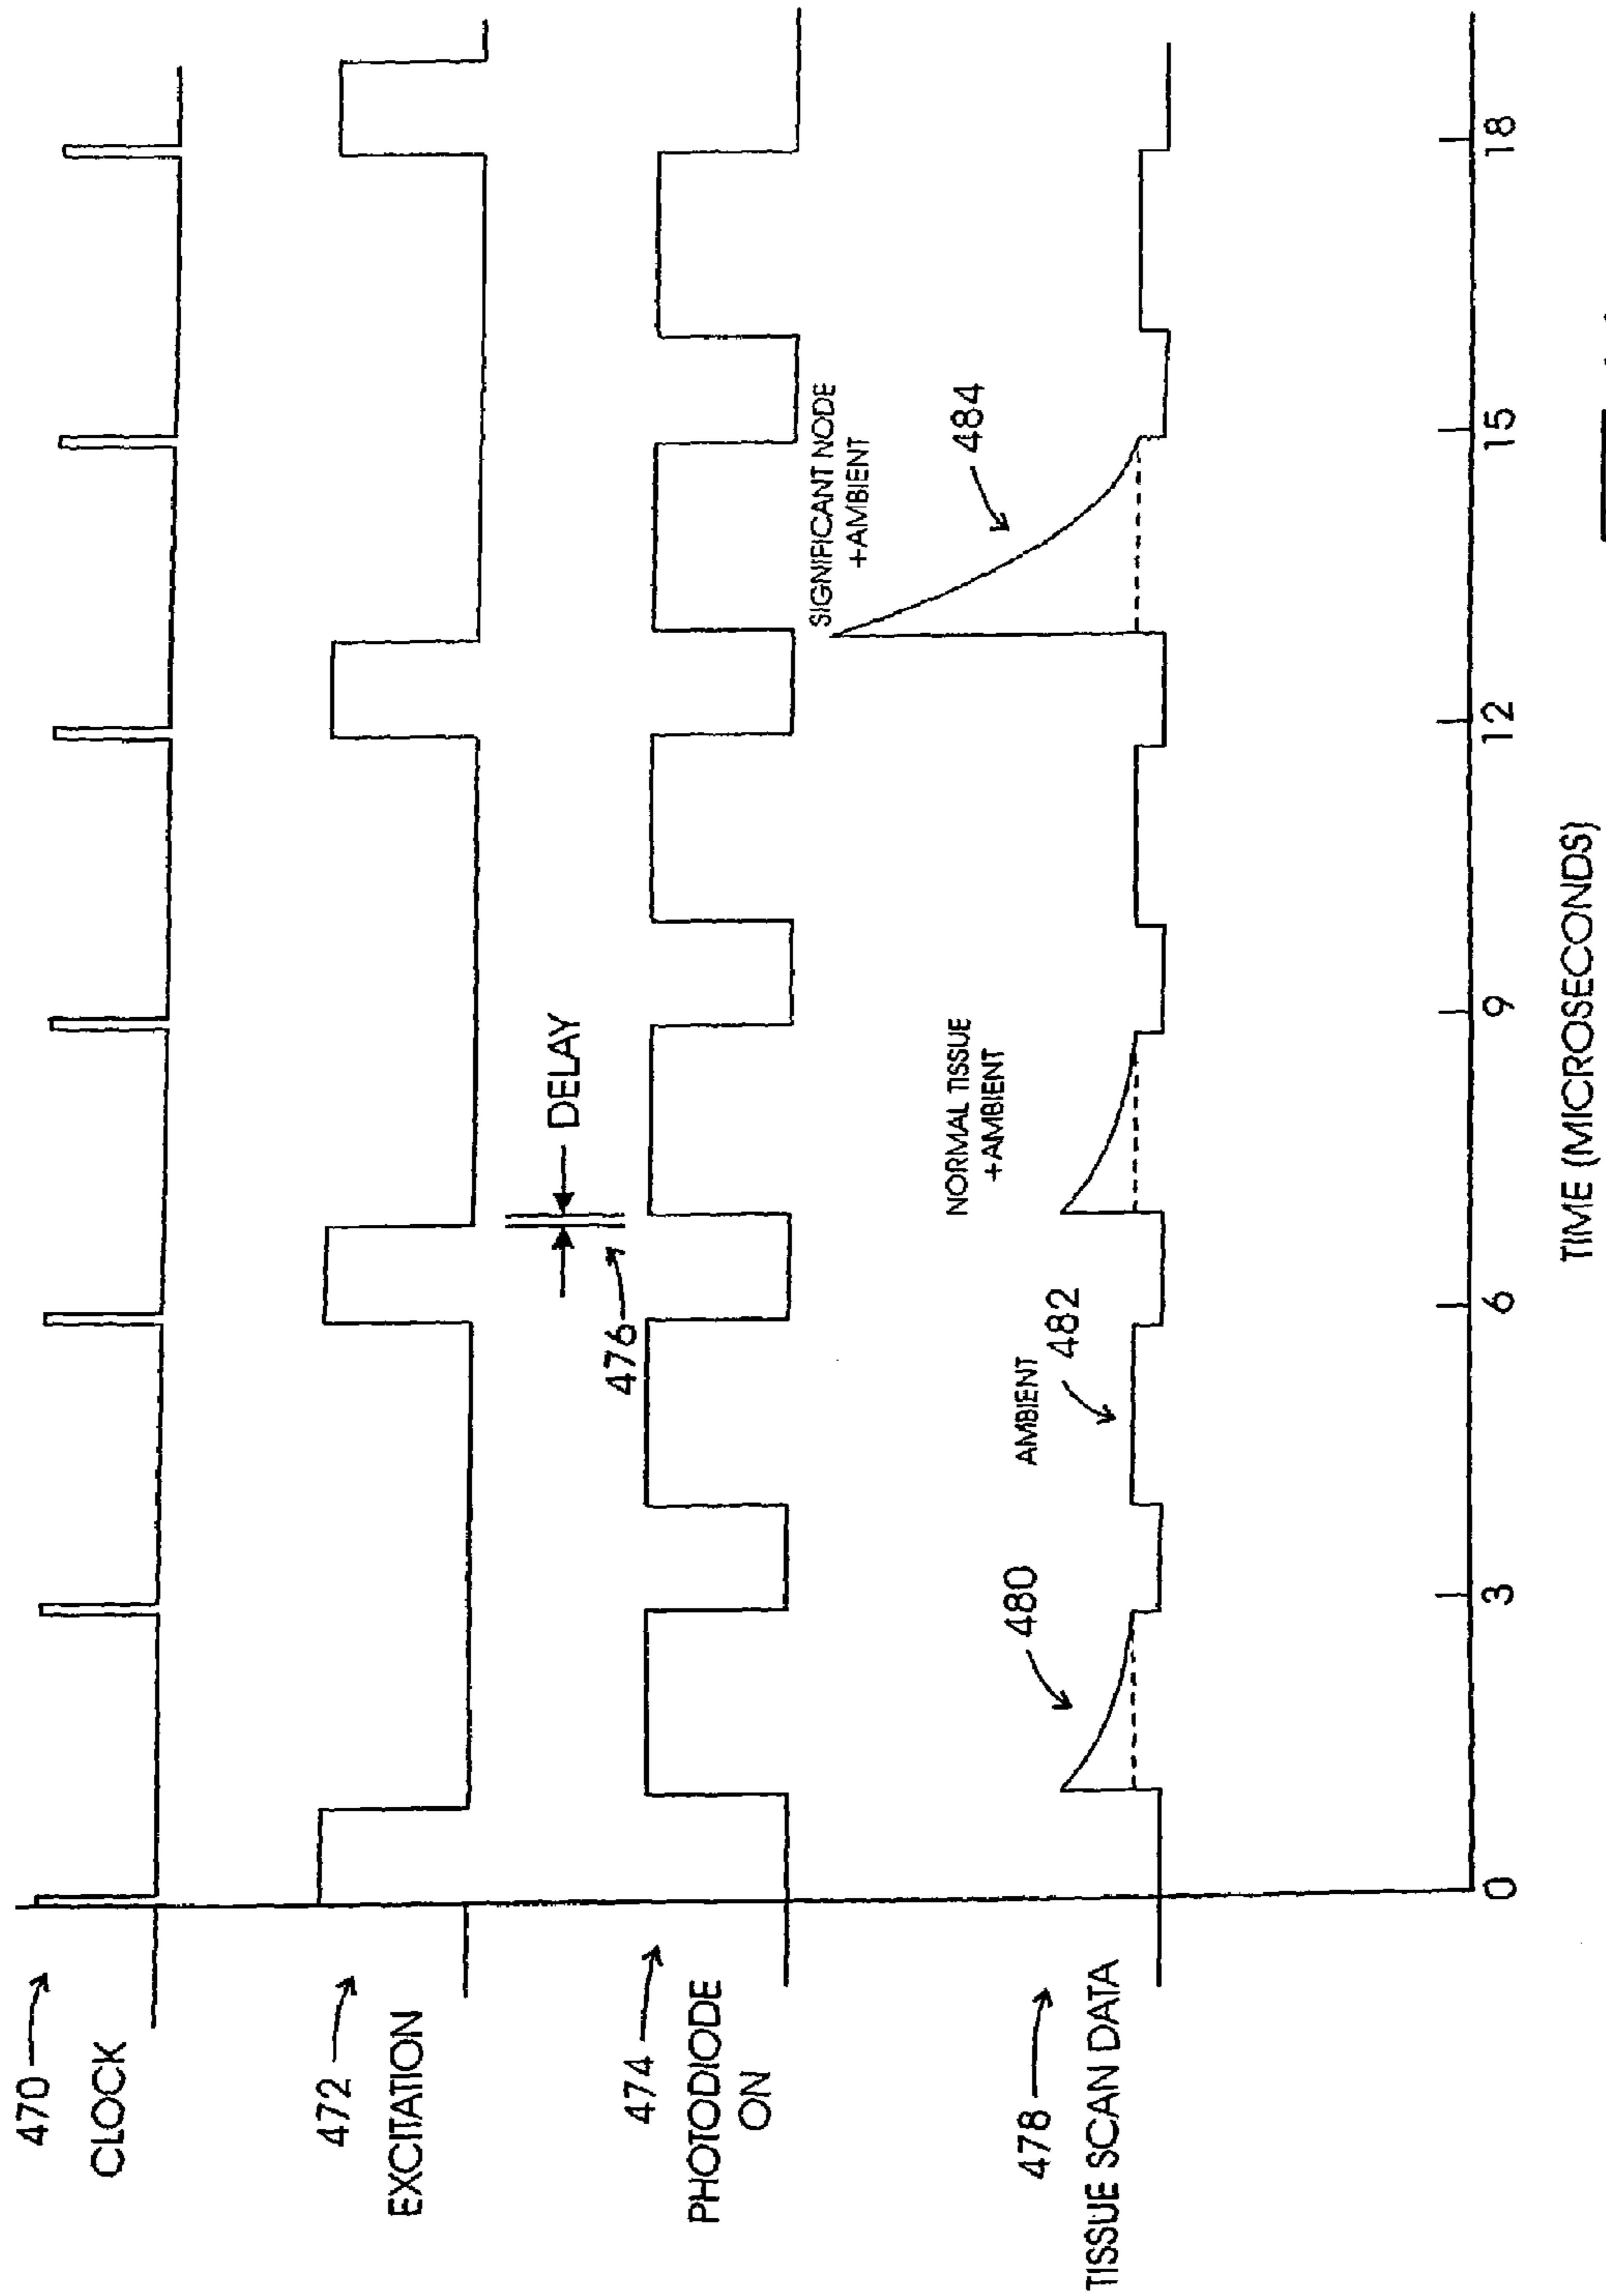 470
CLOCK
472
EXCITATION
DELAY
476
474
PHOTODIODE
ON
SIGNIFICANT NODE
+AMBIENT
484
NORMAL TISSUE
+AMBIENT
AMBIENT
482
480
478
TISSUE SCAN DATA
0 3 6 9 12 15 18
TIME (MICROSECONDS)